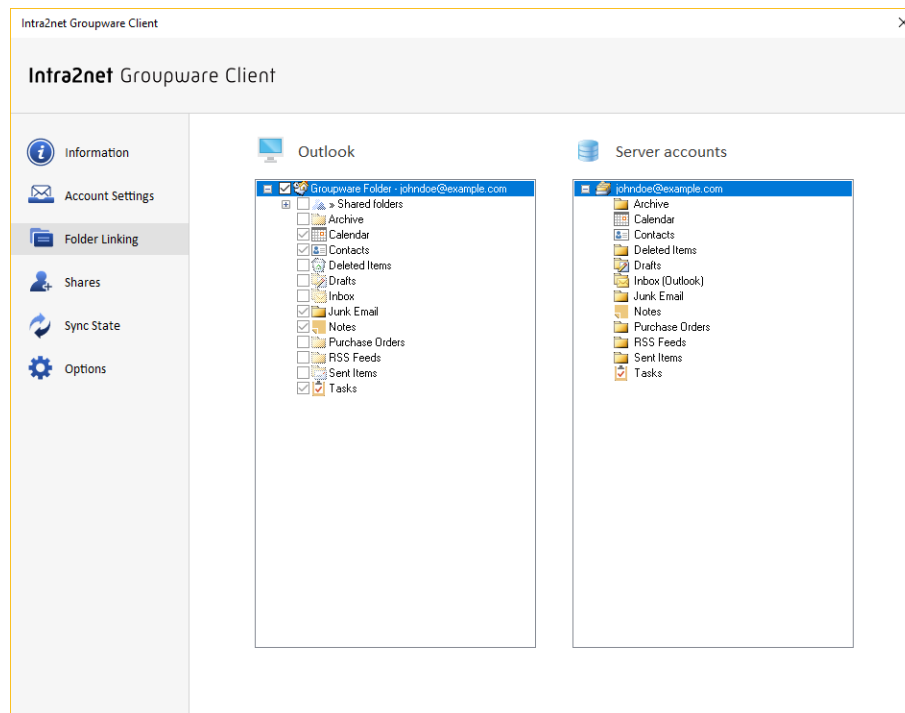 Intra2net Groupware Client
Intra2net Groupware Client
Information
Account Settings
Folder Linking
Shares
Sync State
Options
Outlook
Groupware Folder - johndoe@example.com
» Shared folders
Archive
Calendar
Contacts
Deleted Items
Drafts
Inbox
Junk Email
Notes
Purchase Orders
RSS Feeds
Sent Items
Tasks
Server accounts
johndoe@example.com
Archive
Calendar
Contacts
Deleted Items
Drafts
Inbox (Outlook)
Junk Email
Notes
Purchase Orders
RSS Feeds
Sent Items
Tasks